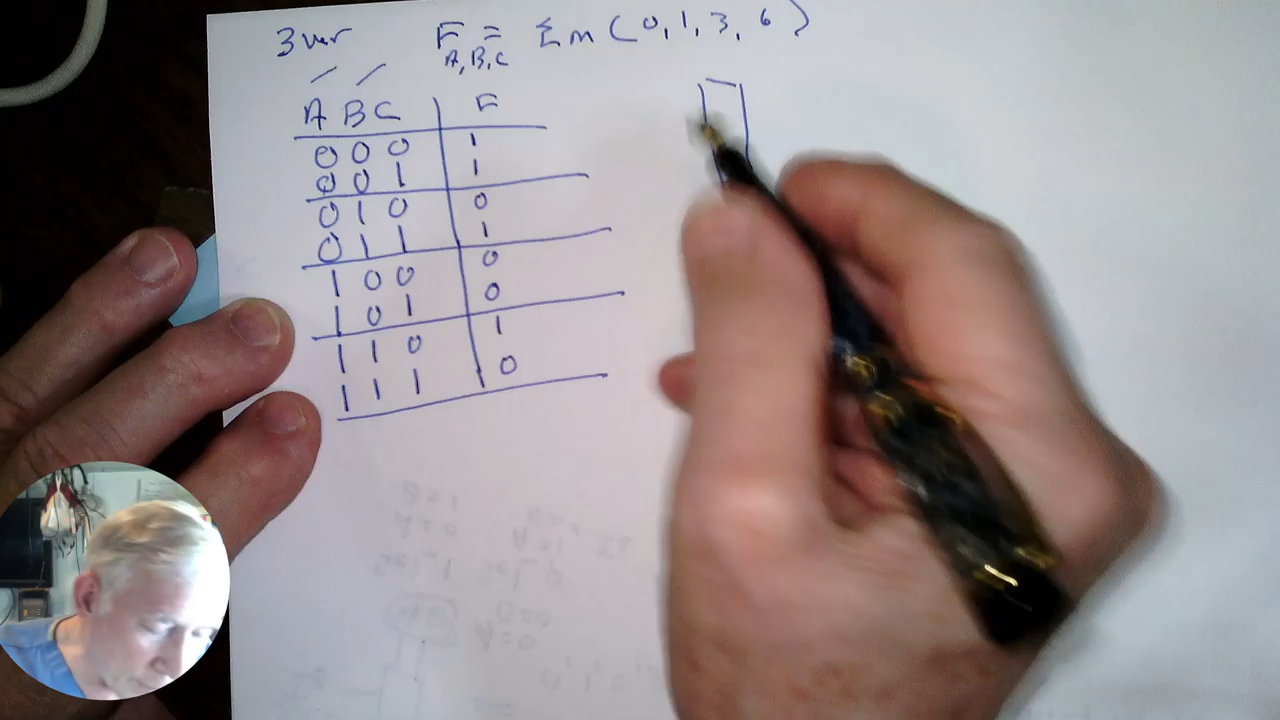 3 var F = Σm (0, 1, 3, 6)
A, B, C
A B C F
0 0 0 1
0 0 1 1
0 1 0 0
0 1 1 1
1 0 0 0
1 0 1 0
1 1 0 1
1 1 1 0